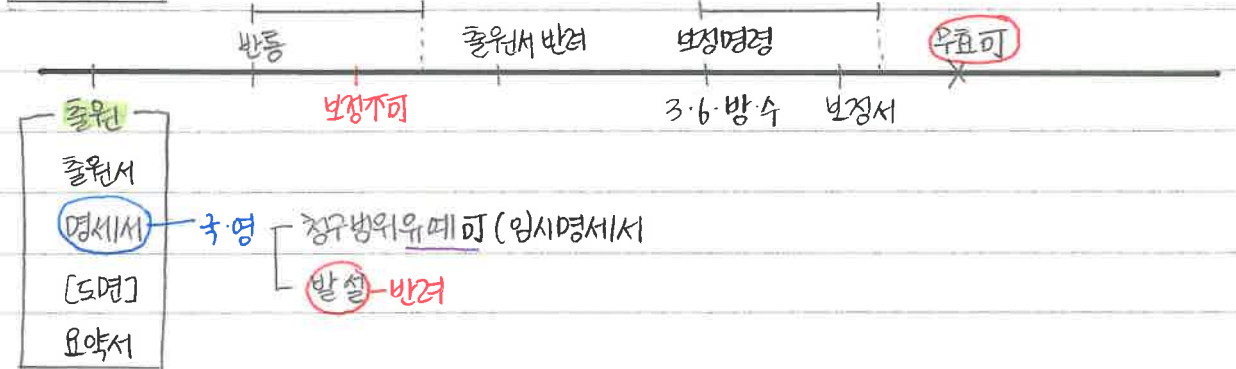 반통 출원서 반려 보정명령 무효可
보정不可 3·6·방·수 보정서
출원
출원서
명세서 국·영 청구범위유예 可 (임시명세서
[도면] 발설 반려
요약서